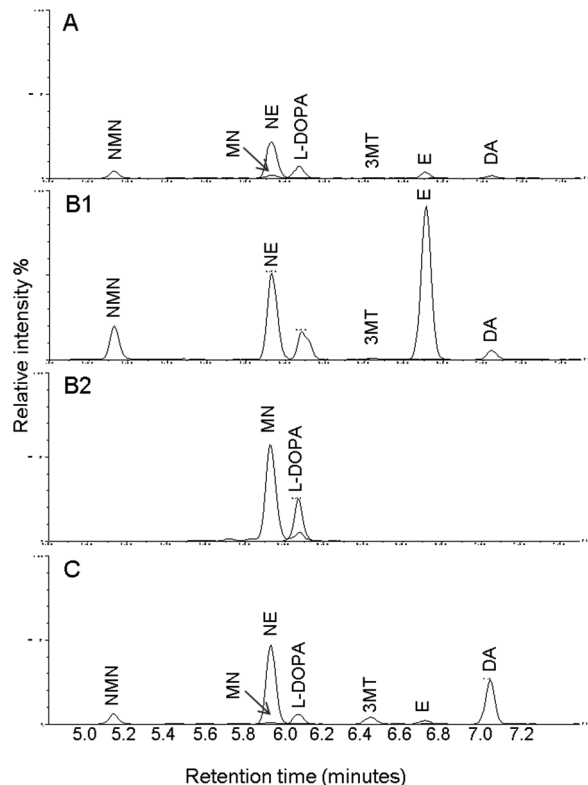 A
NMN
MN
NE
L-DOPA
3MT
E
DA
B1
NMN
NE
3MT
E
DA
B2
MN
L-DOPA
C
NMN
MN
NE
L-DOPA
3MT
E
DA
Relative intensity %
5.0 5.2 5.4 5.6 5.8 6.0 6.2 6.4 6.6 6.8 7.0 7.2
Retention time (minutes)